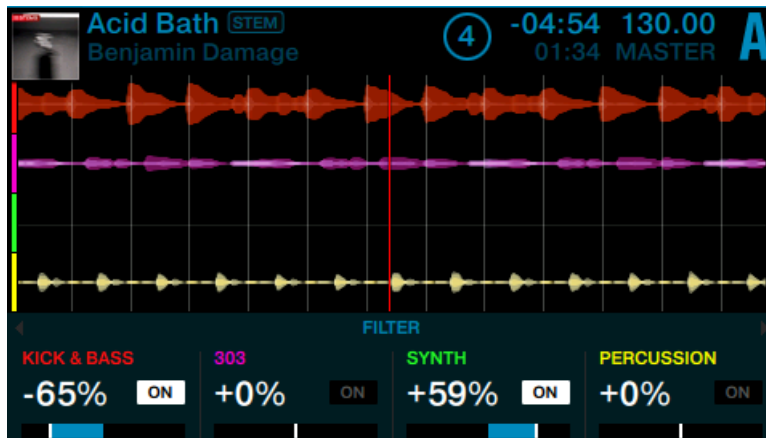 Acid Bath STEM
Benjamin Damage
4
-04:54 130.00
01:34 MASTER
A
FILTER
KICK & BASS 303 SYNTH PERCUSSION
-65% ON +0% ON +59% ON +0% ON